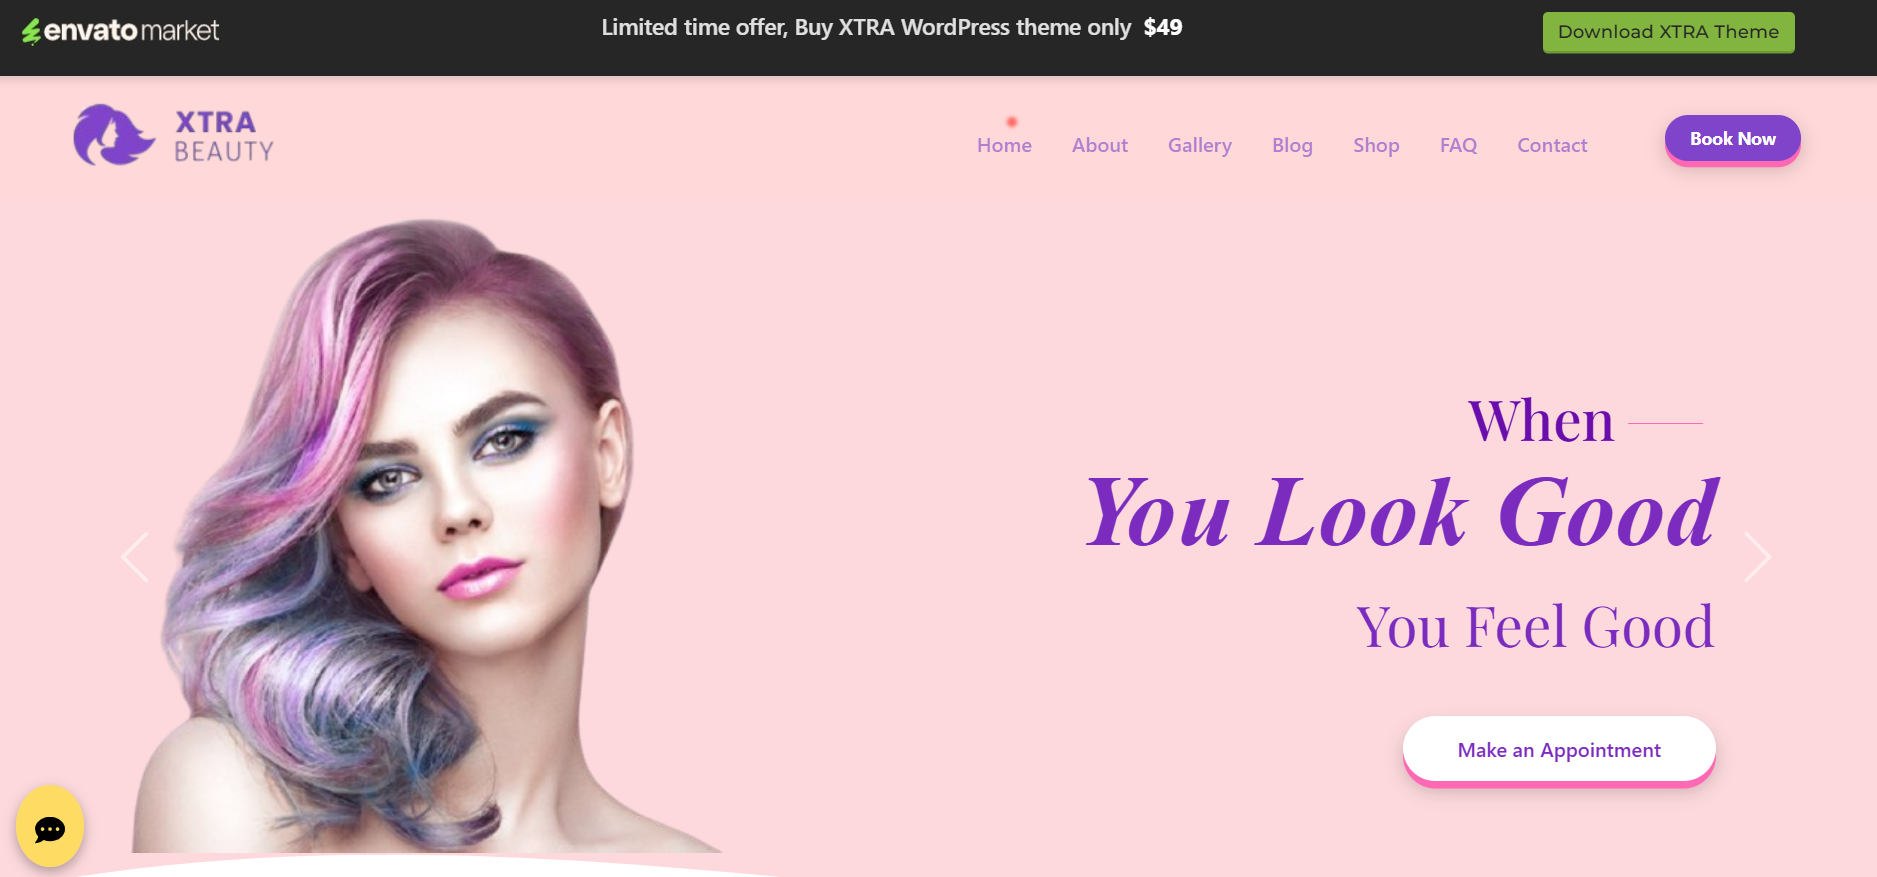 envato market
Limited time offer, Buy XTRA WordPress theme only $49
Download XTRA Theme
XTRA
BEAUTY
Home About Gallery Blog Shop FAQ Contact
Book Now
When
You Look Good
You Feel Good
Make an Appointment